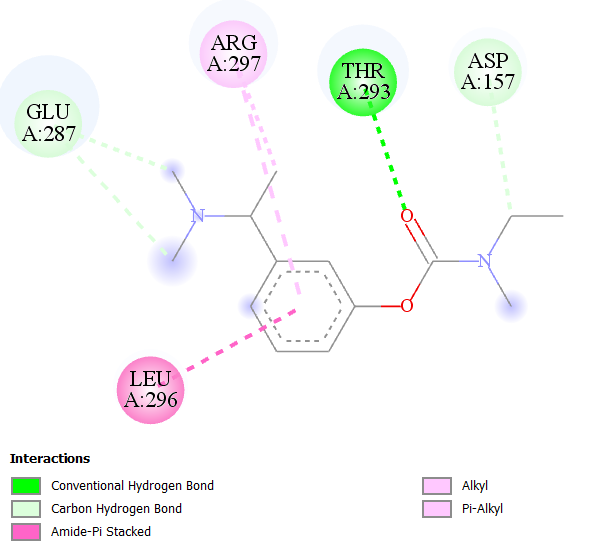 ARG
A:297
THR
A:293
ASP
A:157
GLU
A:287
N
O
N
O
LEU
A:296
Interactions
Conventional Hydrogen Bond
Carbon Hydrogen Bond
Amide-Pi Stacked
Alkyl
Pi-Alkyl